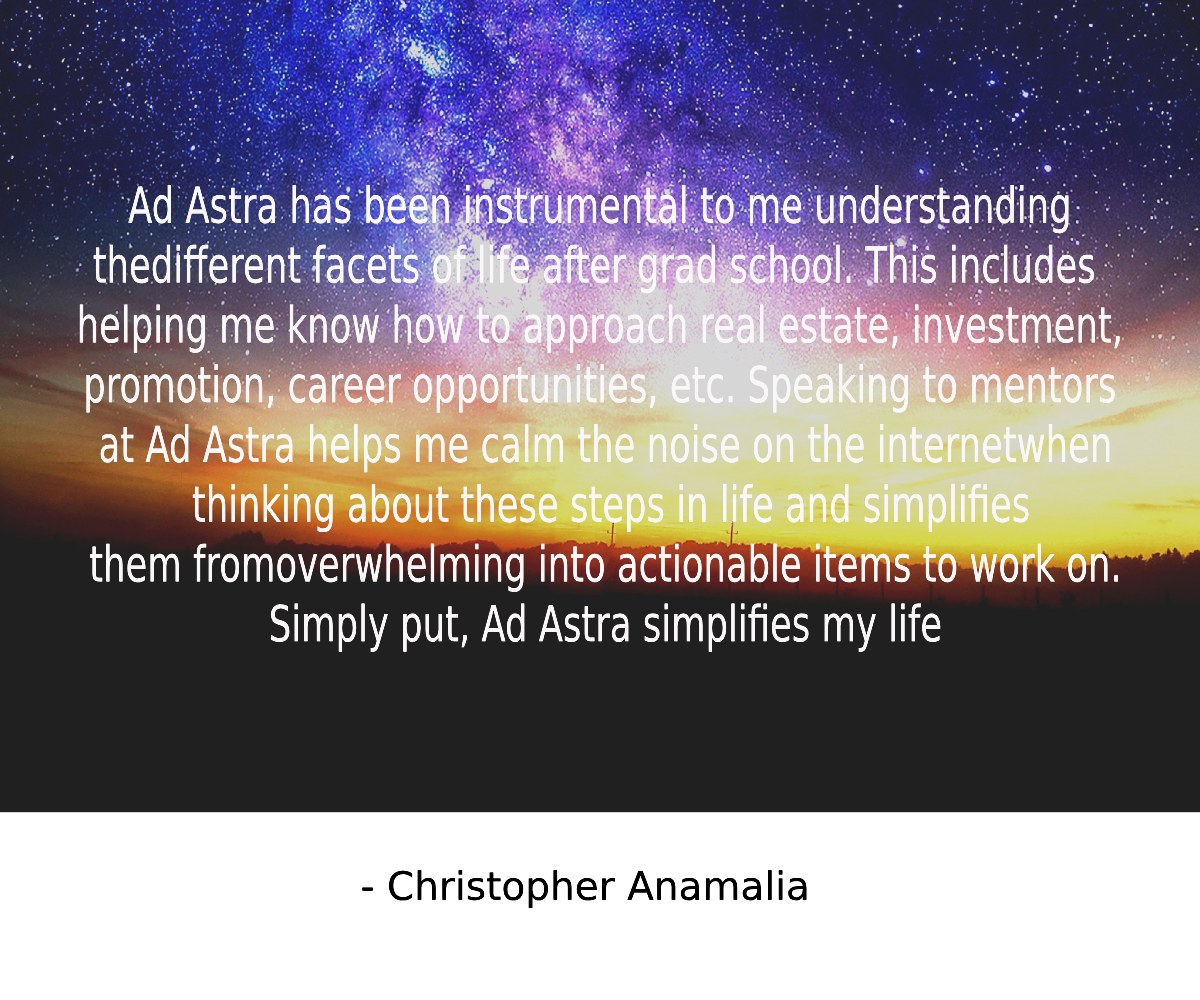 Ad Astra has been instrumental to me understanding
thedifferent facets of life after grad school. This includes
helping me know how to approach real estate, investment,
promotion, career opportunities, etc. Speaking to mentors
at Ad Astra helps me calm the noise on the internetwhen
thinking about these steps in life and simplifies
them fromoverwhelming into actionable items to work on.
Simply put, Ad Astra simplifies my life
- Christopher Anamalia